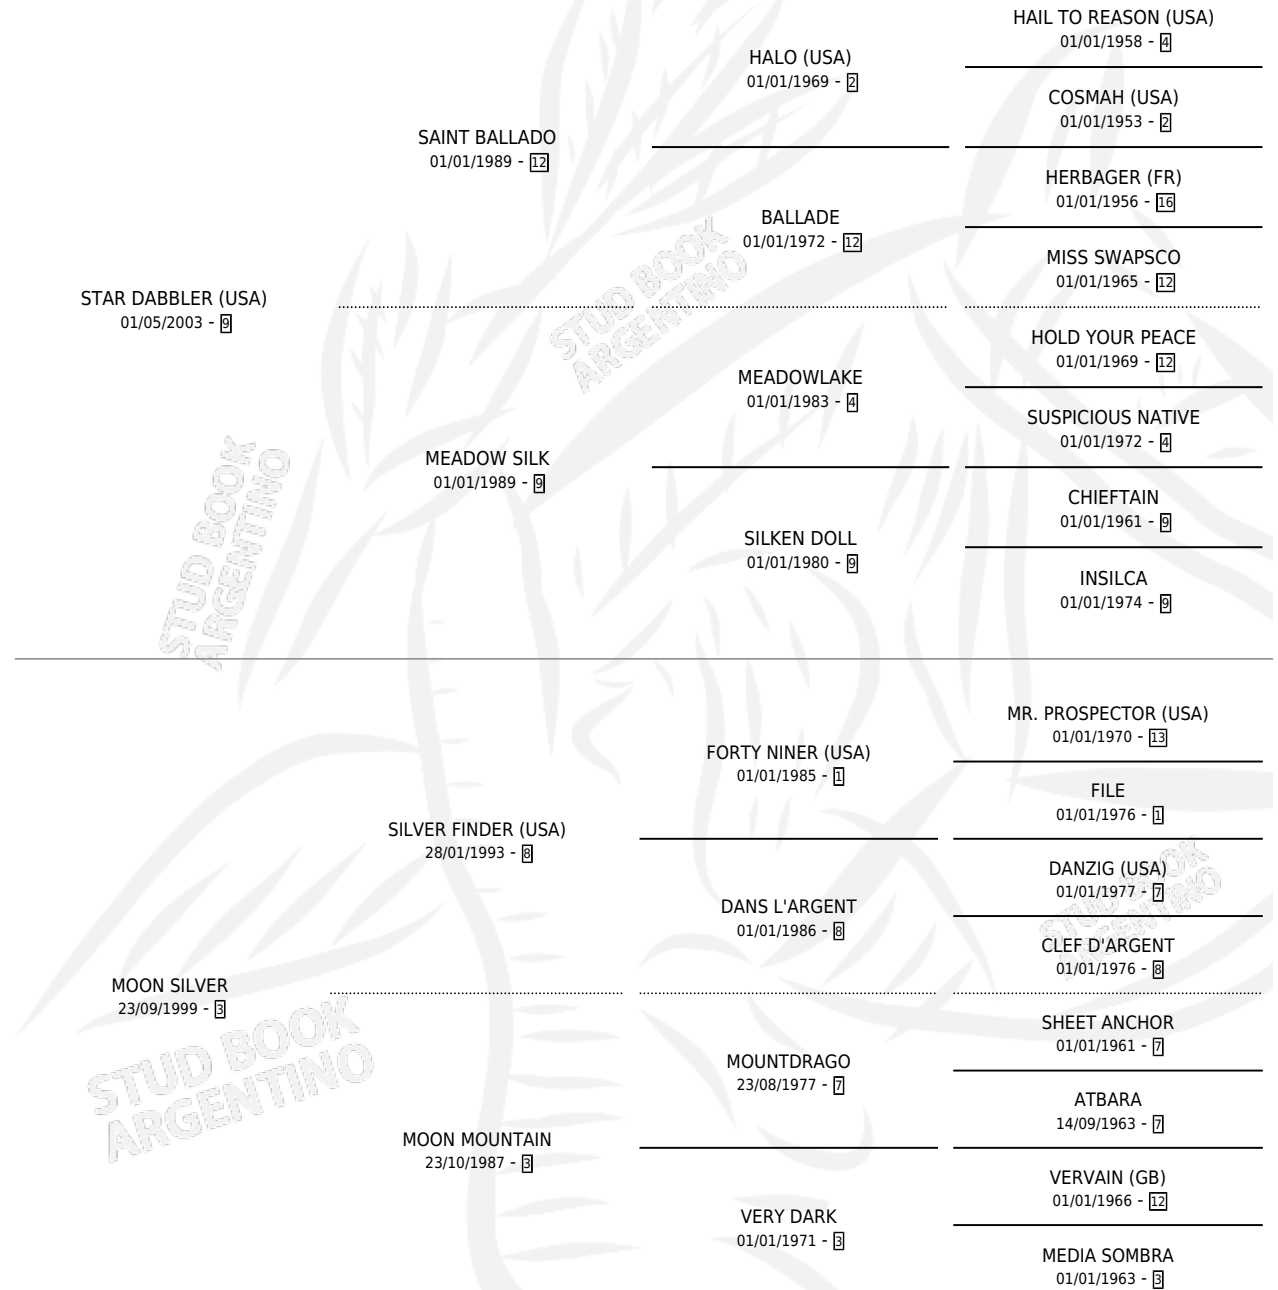 HAIL TO REASON (USA)
01/01/1958 - 4
HALO (USA)
01/01/1969 - 2
COSMAH (USA)
01/01/1953 - 2
SAINT BALLADO
01/01/1989 - 12
HERBAGER (FR)
01/01/1956 - 16
BALLADE
01/01/1972 - 12
MISS SWAPSCO
01/01/1965 - 12
STAR DABBLER (USA)
01/05/2003 - 9
STUD BOOK
ARGENTINO
HOLD YOUR PEACE
01/01/1969 - 12
MEADOWLAKE
01/01/1983 - 4
SUSPICIOUS NATIVE
01/01/1972 - 4
MEADOW SILK
01/01/1989 - 9
CHIEFTAIN
01/01/1961 - 9
SILKEN DOLL
01/01/1980 - 9
INSILCA
01/01/1974 - 9
STUD BOOK
ARGENTINO
MR. PROSPECTOR (USA)
01/01/1970 - 13
FORTY NINER (USA)
01/01/1985 - 1
FILE
01/01/1976 - 1
SILVER FINDER (USA)
28/01/1993 - 8
DANZIG (USA)
01/01/1977 - 7
DANS L'ARGENT
01/01/1986 - 8
STUD BOOK
ARGENTINO
CLEF D'ARGENT
01/01/1976 - 8
MOON SILVER
23/09/1999 - 3
STUD BOOK
ARGENTINO
SHEET ANCHOR
01/01/1961 - 7
MOUNTDRAGO
23/08/1977 - 7
ATBARA
14/09/1963 - 7
MOON MOUNTAIN
23/10/1987 - 3
VERVAIN (GB)
01/01/1966 - 12
VERY DARK
01/01/1971 - 3
MEDIA SOMBRA
01/01/1963 - 3